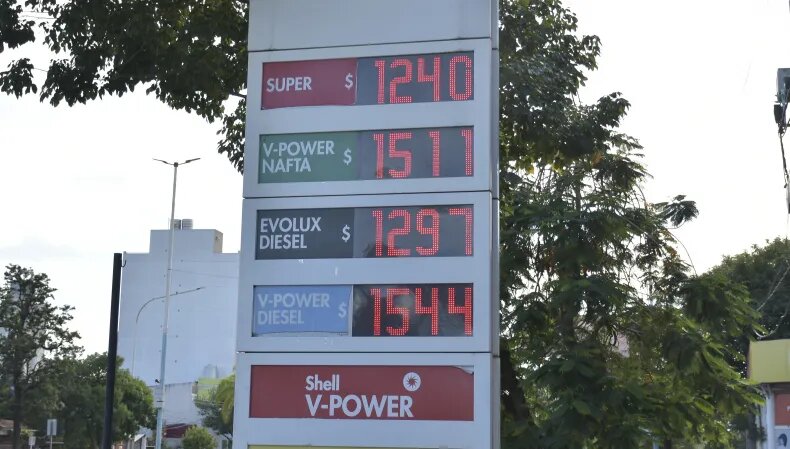 SUPER $ 1240
V-POWER
NAFTA $ 1511
EVOLUX
DIESEL $ 1297
V-POWER
DIESEL $ 1544
Shell
V-POWER